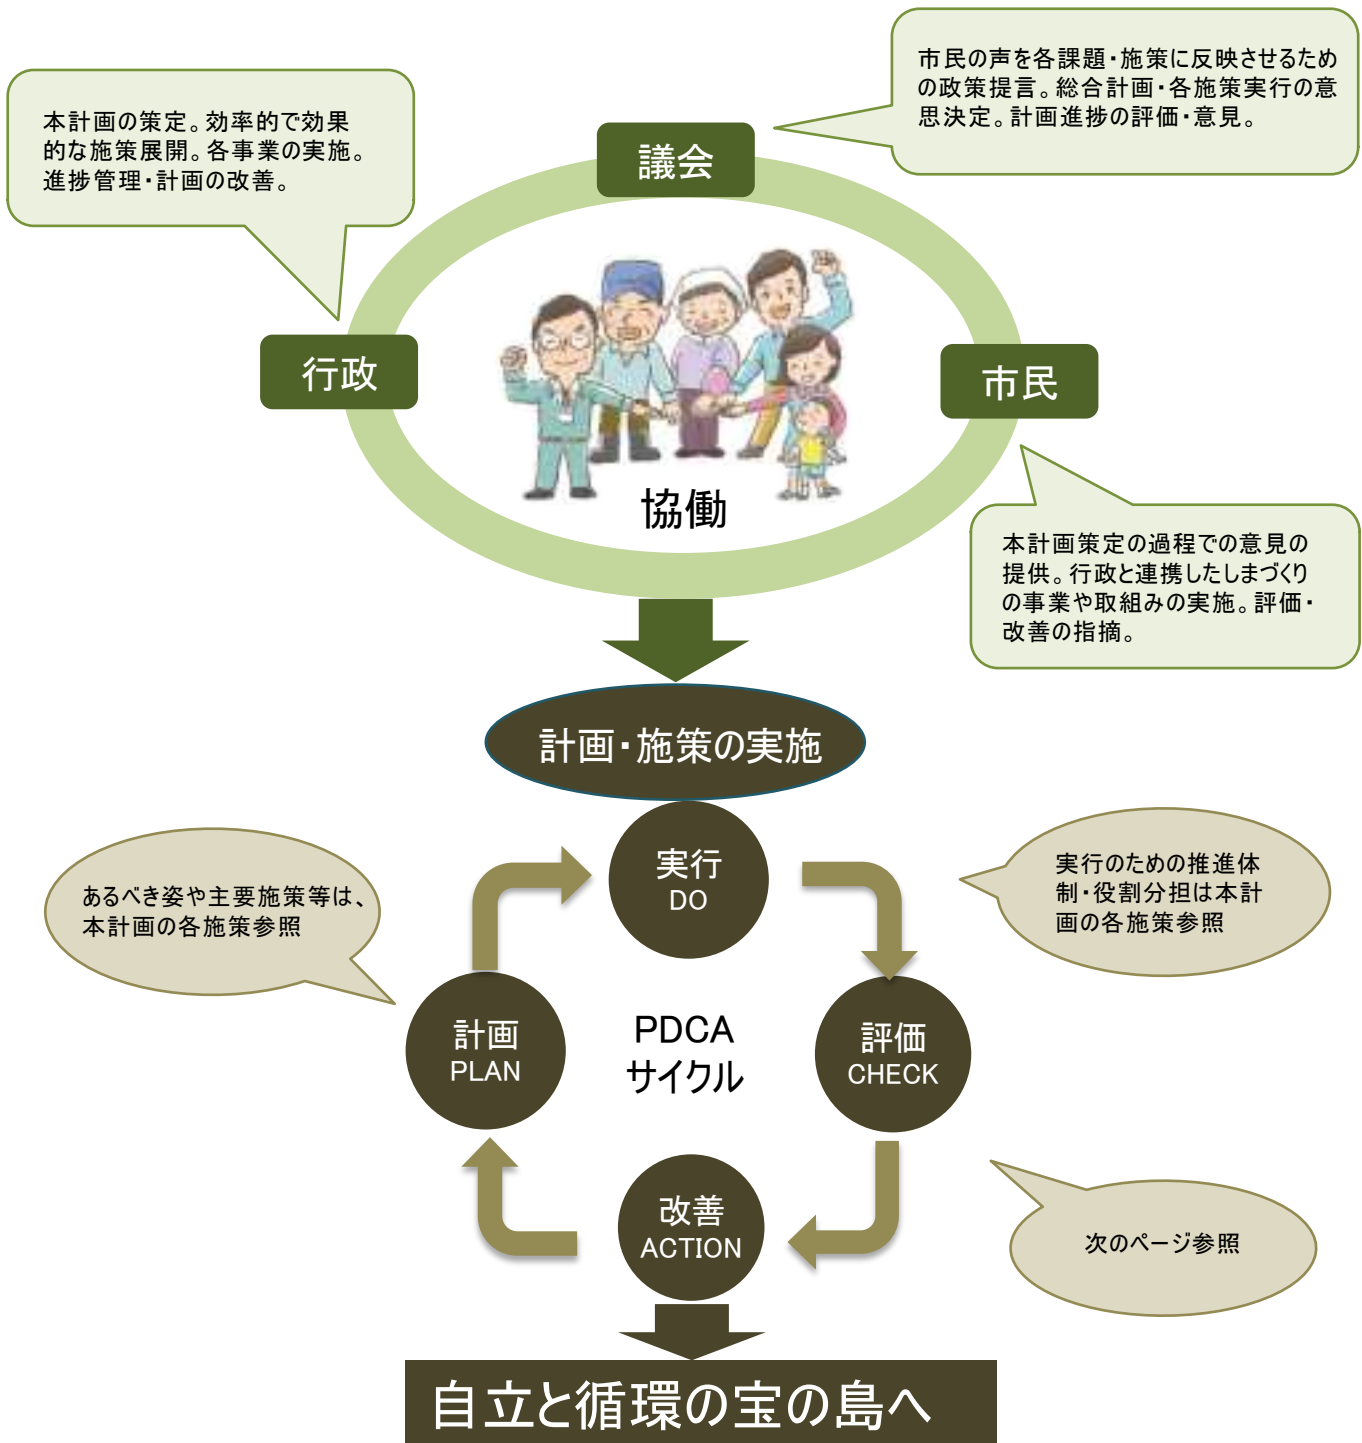 市民の声を各課題・施策に反映させるため
の政策提言。総合計画・各施策実行の意
思決定。計画進捗の評価・意見。
本計画の策定。効率的で効果
的な施策展開。各事業の実施。
進捗管理・計画の改善。
議会
行政
市民
協働
本計画策定の過程での意見の
提供。行政と連携したしまづくり
の事業や取組みの実施。評価・
改善の指摘。
計画・施策の実施
実行
DO
あるべき姿や主要施策等は、
本計画の各施策参照
実行のための推進体
制・役割分担は本計
画の各施策参照
計画
PLAN
PDCA
サイクル
評価
CHECK
改善
ACTION
次のページ参照
自立と循環の宝の島へ